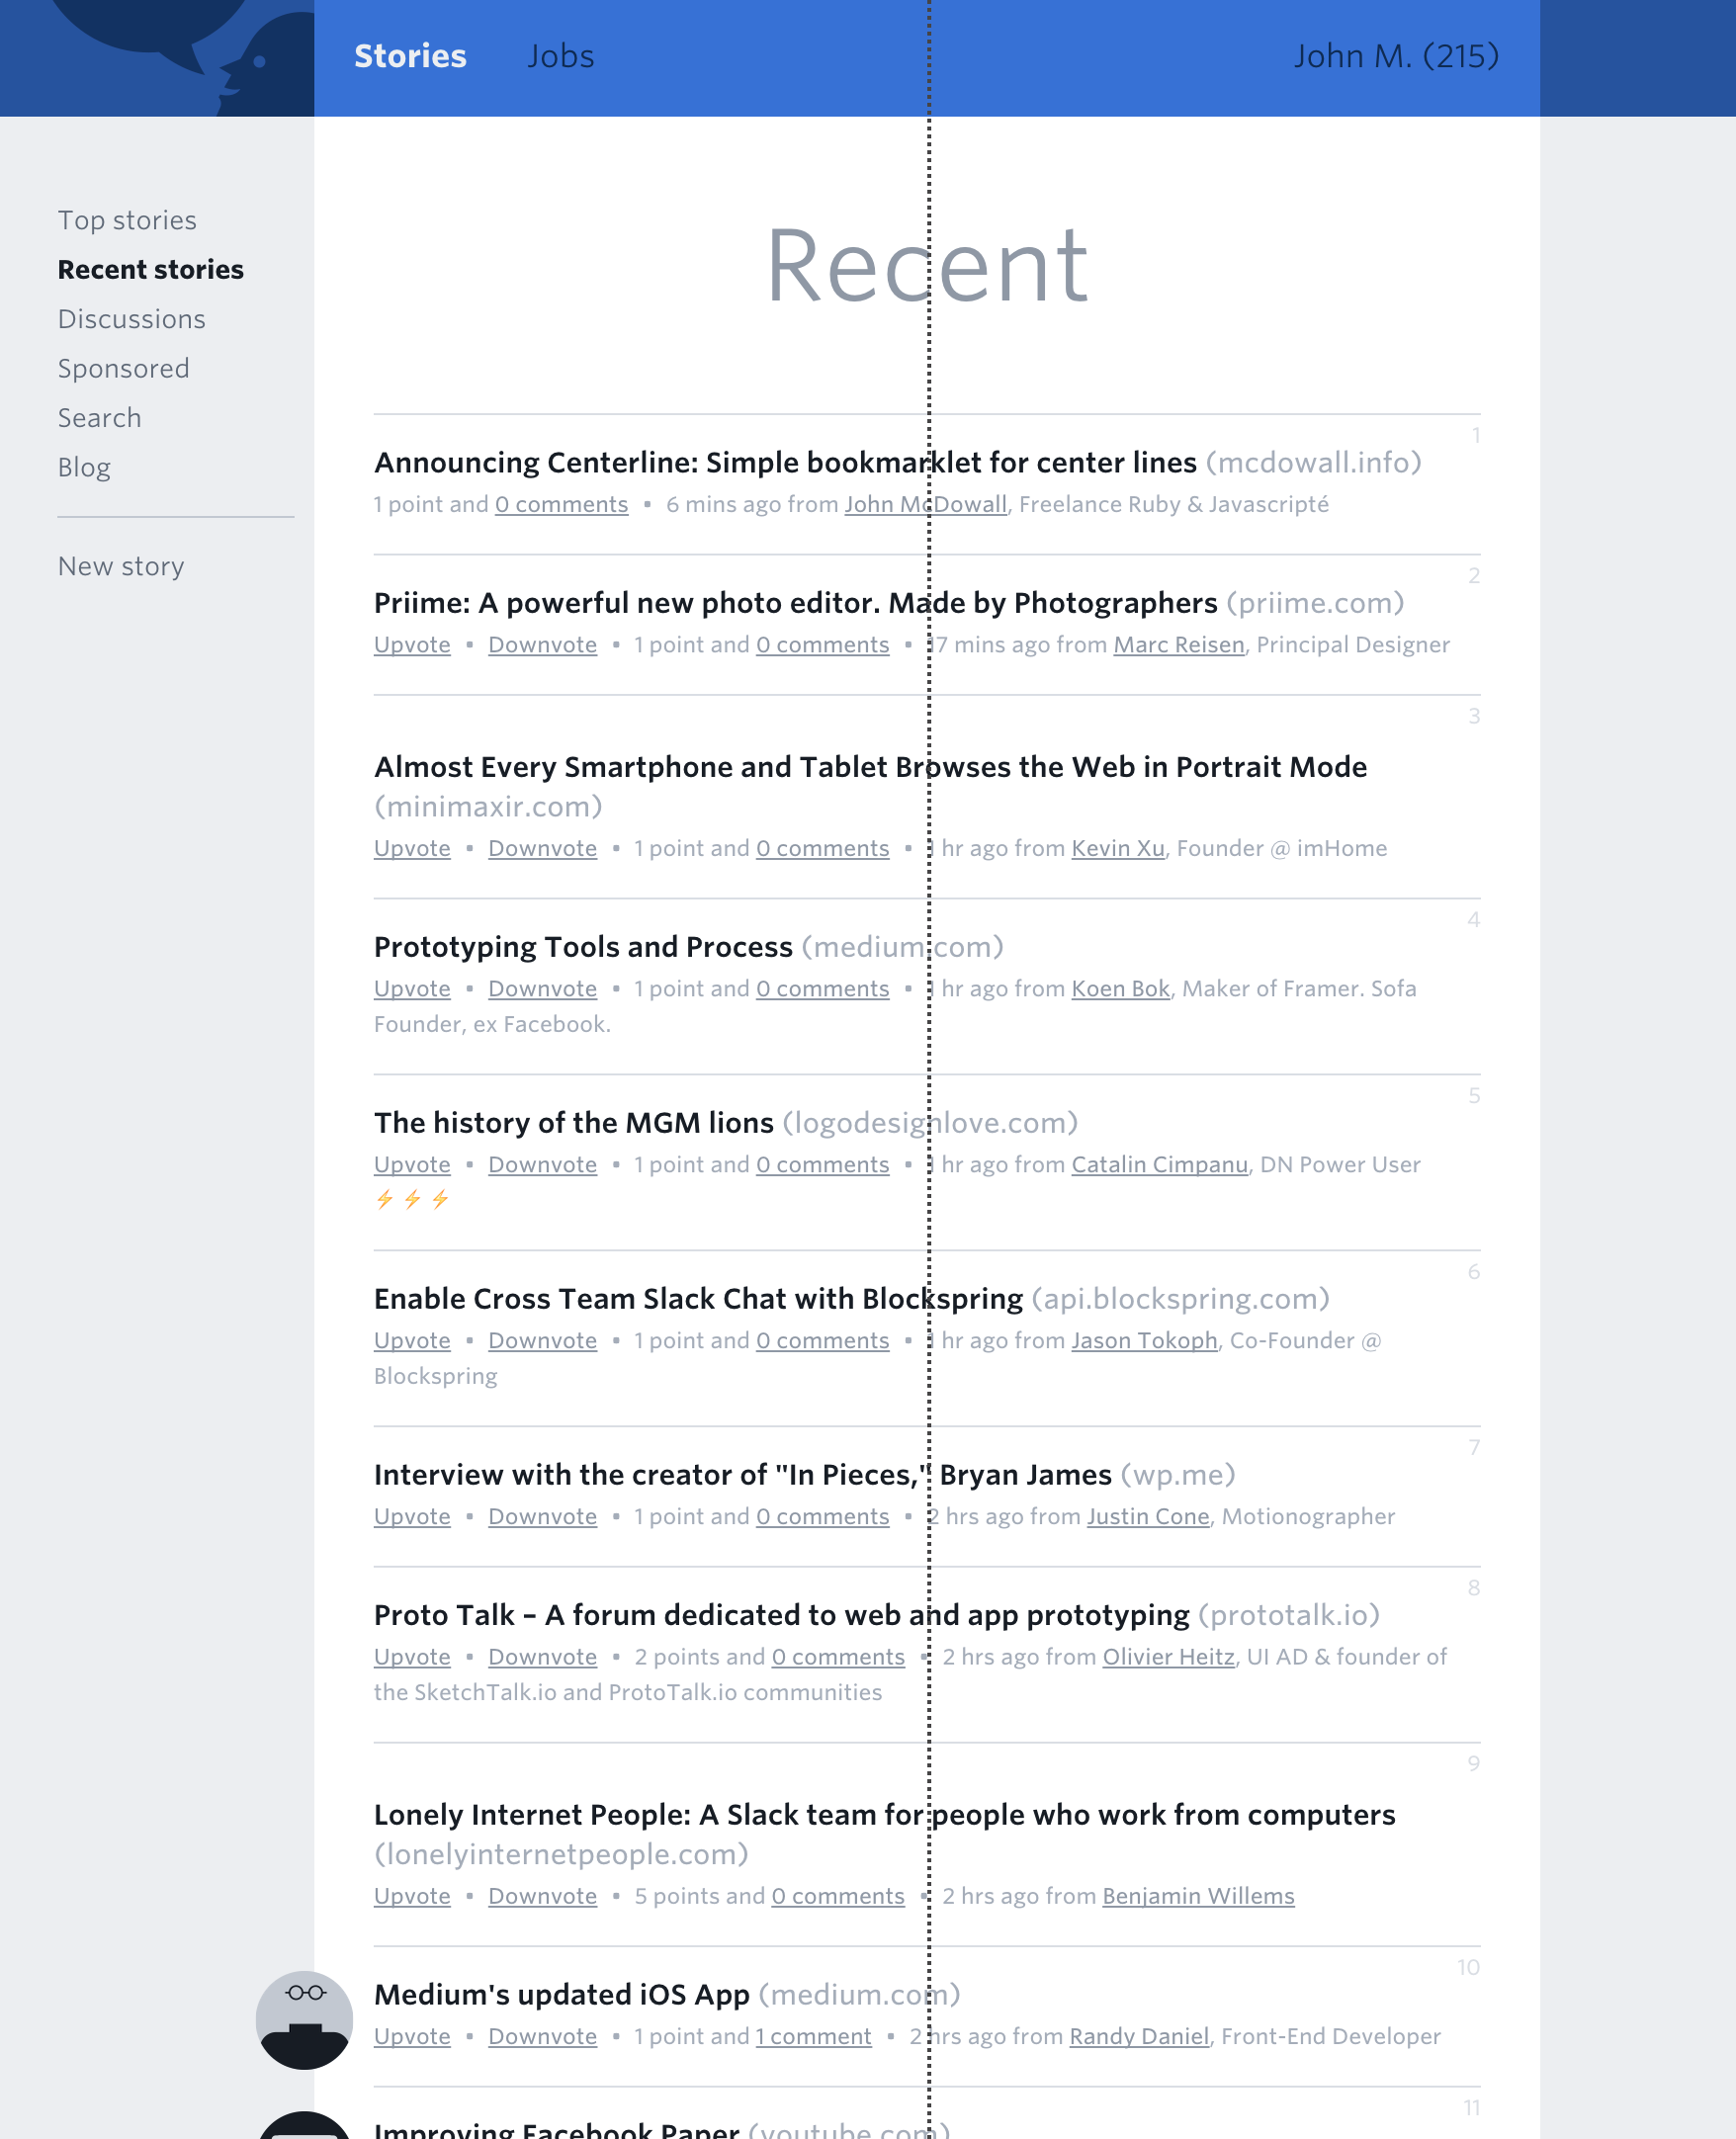 Stories Jobs John M. (215)
Top stories
Recent stories
Discussions
Sponsored
Search
Blog
New story
Recent
1
Announcing Centerline: Simple bookmarklet for center lines (mcdowall.info)
1 point and 0 comments ▪ 6 mins ago from John McDowall, Freelance Ruby & Javascripté
2
Priime: A powerful new photo editor. Made by Photographers (priime.com)
Upvote ▪ Downvote ▪ 1 point and 0 comments ▪ 17 mins ago from Marc Reisen, Principal Designer
3
Almost Every Smartphone and Tablet Browses the Web in Portrait Mode
(minimaxir.com)
Upvote ▪ Downvote ▪ 1 point and 0 comments ▪ 1 hr ago from Kevin Xu, Founder @ imHome
4
Prototyping Tools and Process (medium.com)
Upvote ▪ Downvote ▪ 1 point and 0 comments ▪ 1 hr ago from Koen Bok, Maker of Framer. Sofa
Founder, ex Facebook.
5
The history of the MGM lions (logodesignlove.com)
Upvote ▪ Downvote ▪ 1 point and 0 comments ▪ 1 hr ago from Catalin Cimpanu, DN Power User
⚡⚡⚡
6
Enable Cross Team Slack Chat with Blockspring (api.blockspring.com)
Upvote ▪ Downvote ▪ 1 point and 0 comments ▪ 1 hr ago from Jason Tokoph, Co-Founder @
Blockspring
7
Interview with the creator of "In Pieces," Bryan James (wp.me)
Upvote ▪ Downvote ▪ 1 point and 0 comments ▪ 2 hrs ago from Justin Cone, Motionographer
8
Proto Talk – A forum dedicated to web and app prototyping (prototalk.io)
Upvote ▪ Downvote ▪ 2 points and 0 comments ▪ 2 hrs ago from Olivier Heitz, UI AD & founder of
the SketchTalk.io and ProtoTalk.io communities
9
Lonely Internet People: A Slack team for people who work from computers
(lonelyinternetpeople.com)
Upvote ▪ Downvote ▪ 5 points and 0 comments ▪ 2 hrs ago from Benjamin Willems
10
Medium's updated iOS App (medium.com)
Upvote ▪ Downvote ▪ 1 point and 1 comment ▪ 2 hrs ago from Randy Daniel, Front-End Developer
11
Improving Facebook Paper (youtube.com)